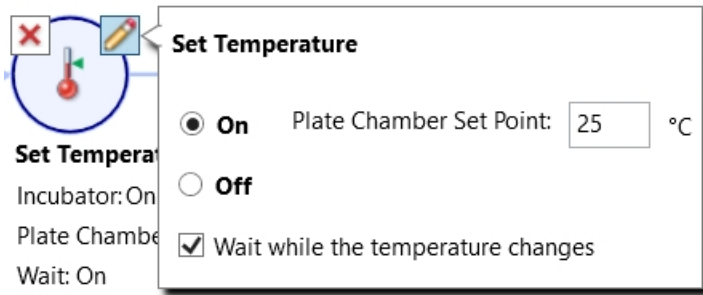 Set Temperature
On Plate Chamber Set Point: 25 °C
Off
Wait while the temperature changes
Set Tempera
Incubator: On
Plate Chambe
Wait: On